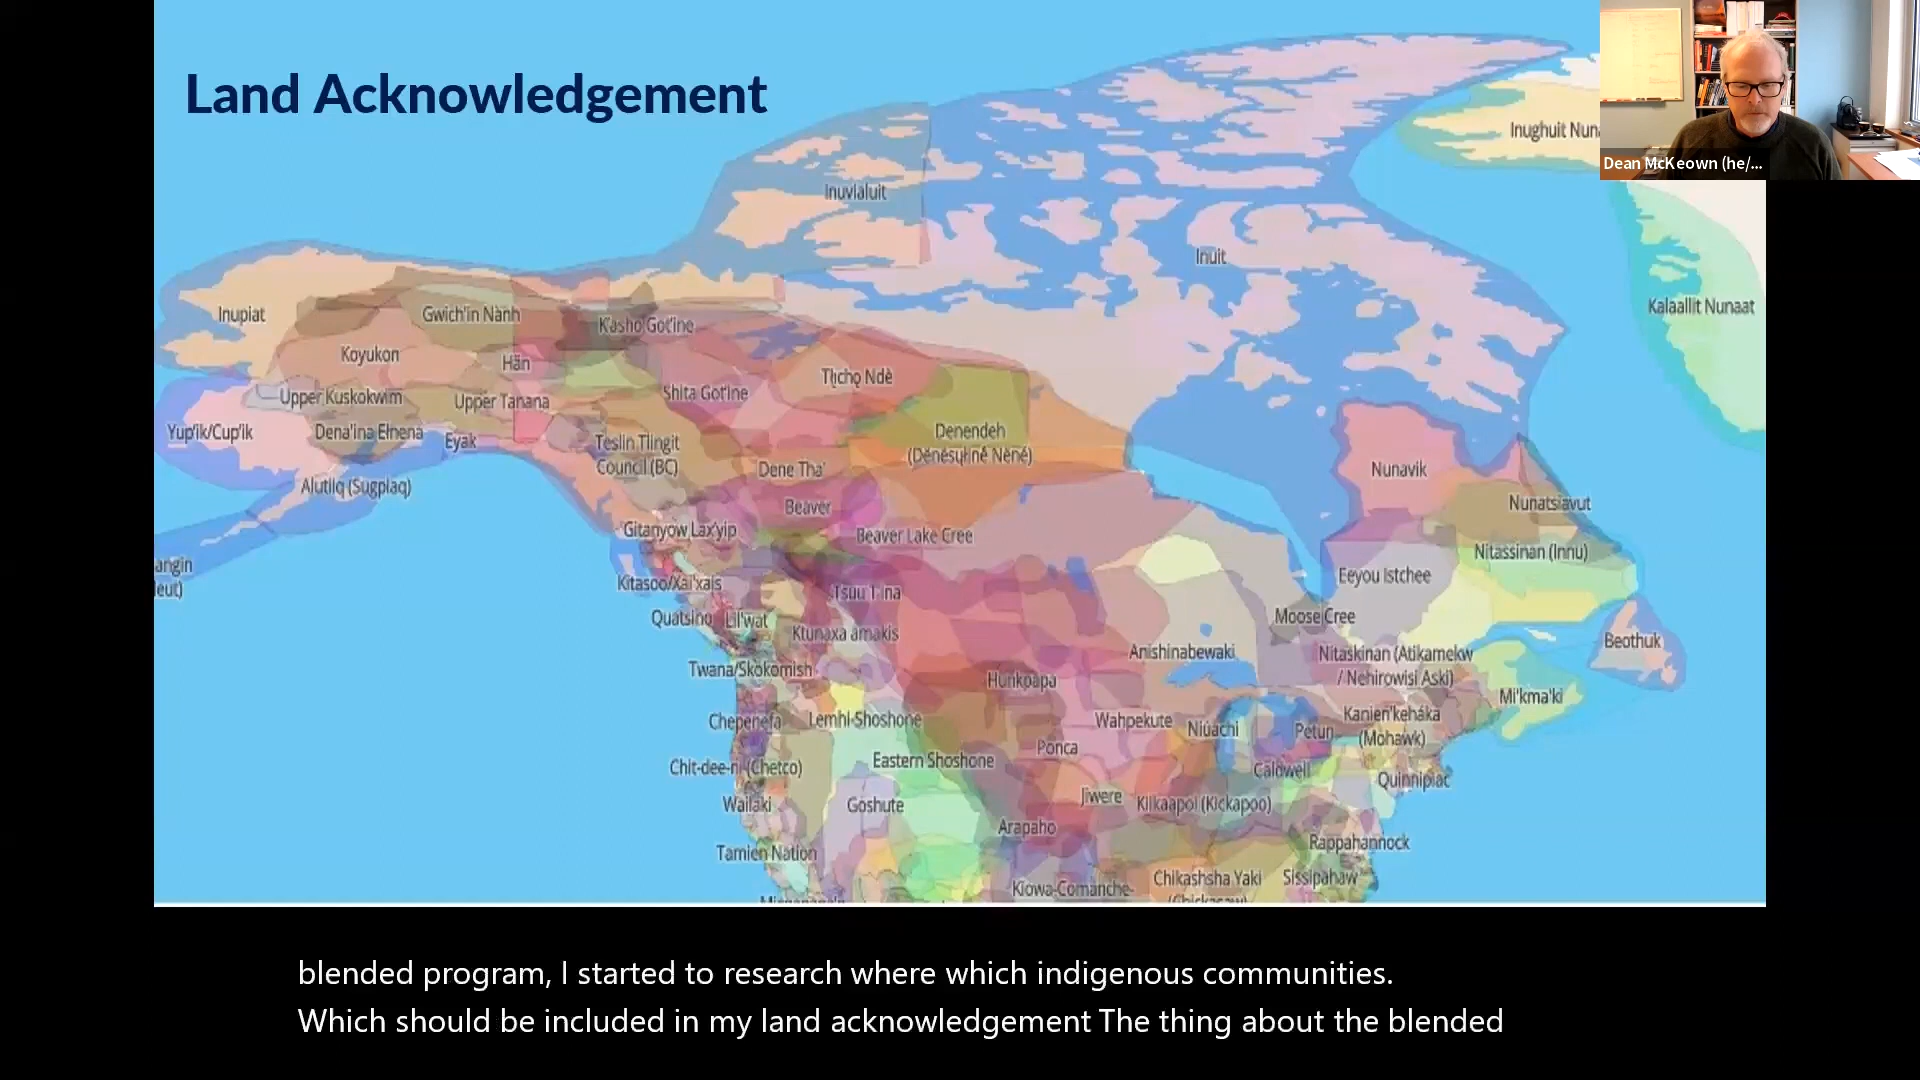 Land Acknowledgement
Dean McKeown (he/...
Inughuit Nun
Inuvialuit
Inuit
Kalaallit Nunaat
Inupiat
Gwich'in Nành
K'asho Got'ine
Koyukon
Hän
Tłı̨chǫ Ndè
Shita Got'ine
Upper Kuskokwim
Upper Tanana
Yup'ik/Cup'ik
Dena'ina Ełnena
Eyak
Teslin Tlingit
Council (BC)
Denendeh
(Dënësųłinë́ Nëné)
Dene Tha'
Nunavik
Alutiiq (Sugpiaq)
Nunatsiavut
Beaver
Gitanyow Lax'yip
Beaver Lake Cree
Nitassinan (Innu)
angin
leut)
Kitasoo/Xai'xais
Tsuu T'ina
Eeyou Istchee
Quatsino
Lil'wat
Ktunaxa amakis
Moose Cree
Beothuk
Anishinabewaki
Nitaskinan (Atikamekw
/ Nehirowisi Aski)
Twana/Skokomish
Hunkpapa
Mi'kma'ki
Chepenefa
Lemhi-Shoshone
Wahpekute
Niúachi
Petun
Kanien'kehá:ka
(Mohawk)
Ponca
Eastern Shoshone
Chit-dee-ni (Chetco)
Caldwell
Quinnipiac
Wailaki
Goshute
Jiwere
Kiikaapoi (Kickapoo)
Arapaho
Rappahannock
Tamien Nation
Kiowa-Comanche-
Chikashsha Yaki
(Chickasaw)
Sissipahaw
blended program, I started to research where which indigenous communities.
Which should be included in my land acknowledgement The thing about the blended